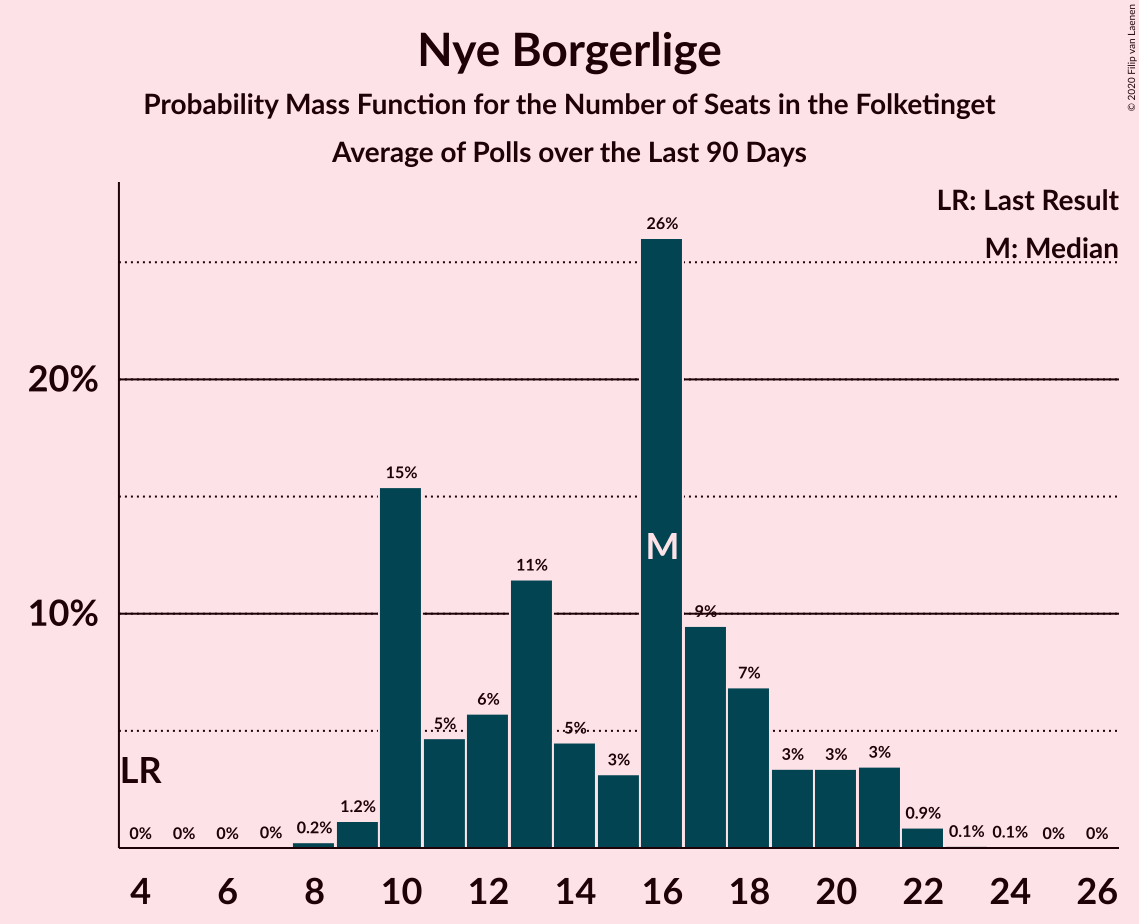 Nye Borgerlige
Probability Mass Function for the Number of Seats in the Folketinget
Average of Polls over the Last 90 Days
© 2020 Filip van Laenen
LR: Last Result
M: Median
20%
10%
LR
M
0% 0% 0% 0% 0.2% 1.2% 15% 5% 6% 11% 5% 3% 26% 9% 7% 3% 3% 3% 0.9% 0.1% 0.1% 0% 0%
4 6 8 10 12 14 16 18 20 22 24 26